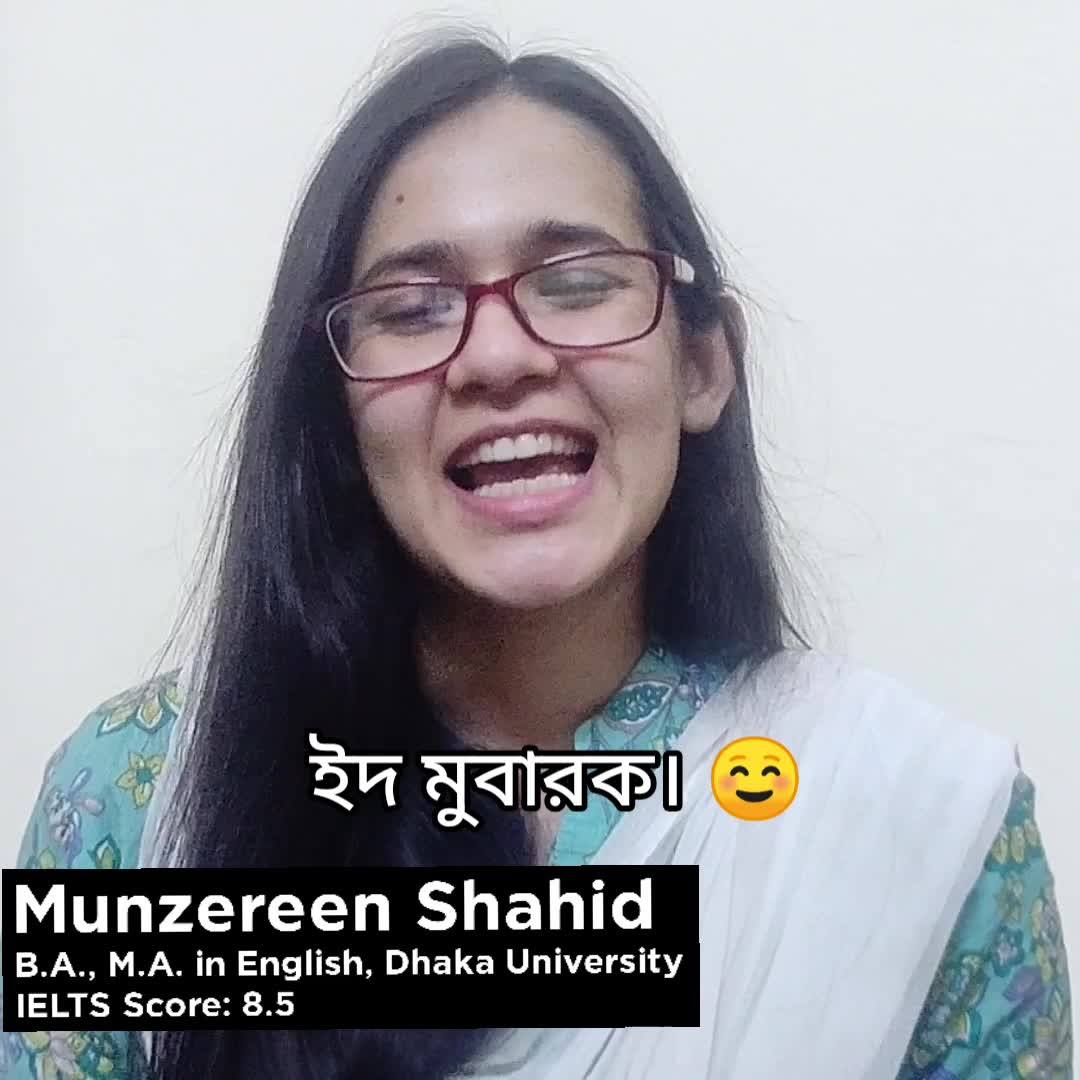 ইদ মুবারক। ☺️
Munzereen Shahid
B.A., M.A. in English, Dhaka University
IELTS Score: 8.5